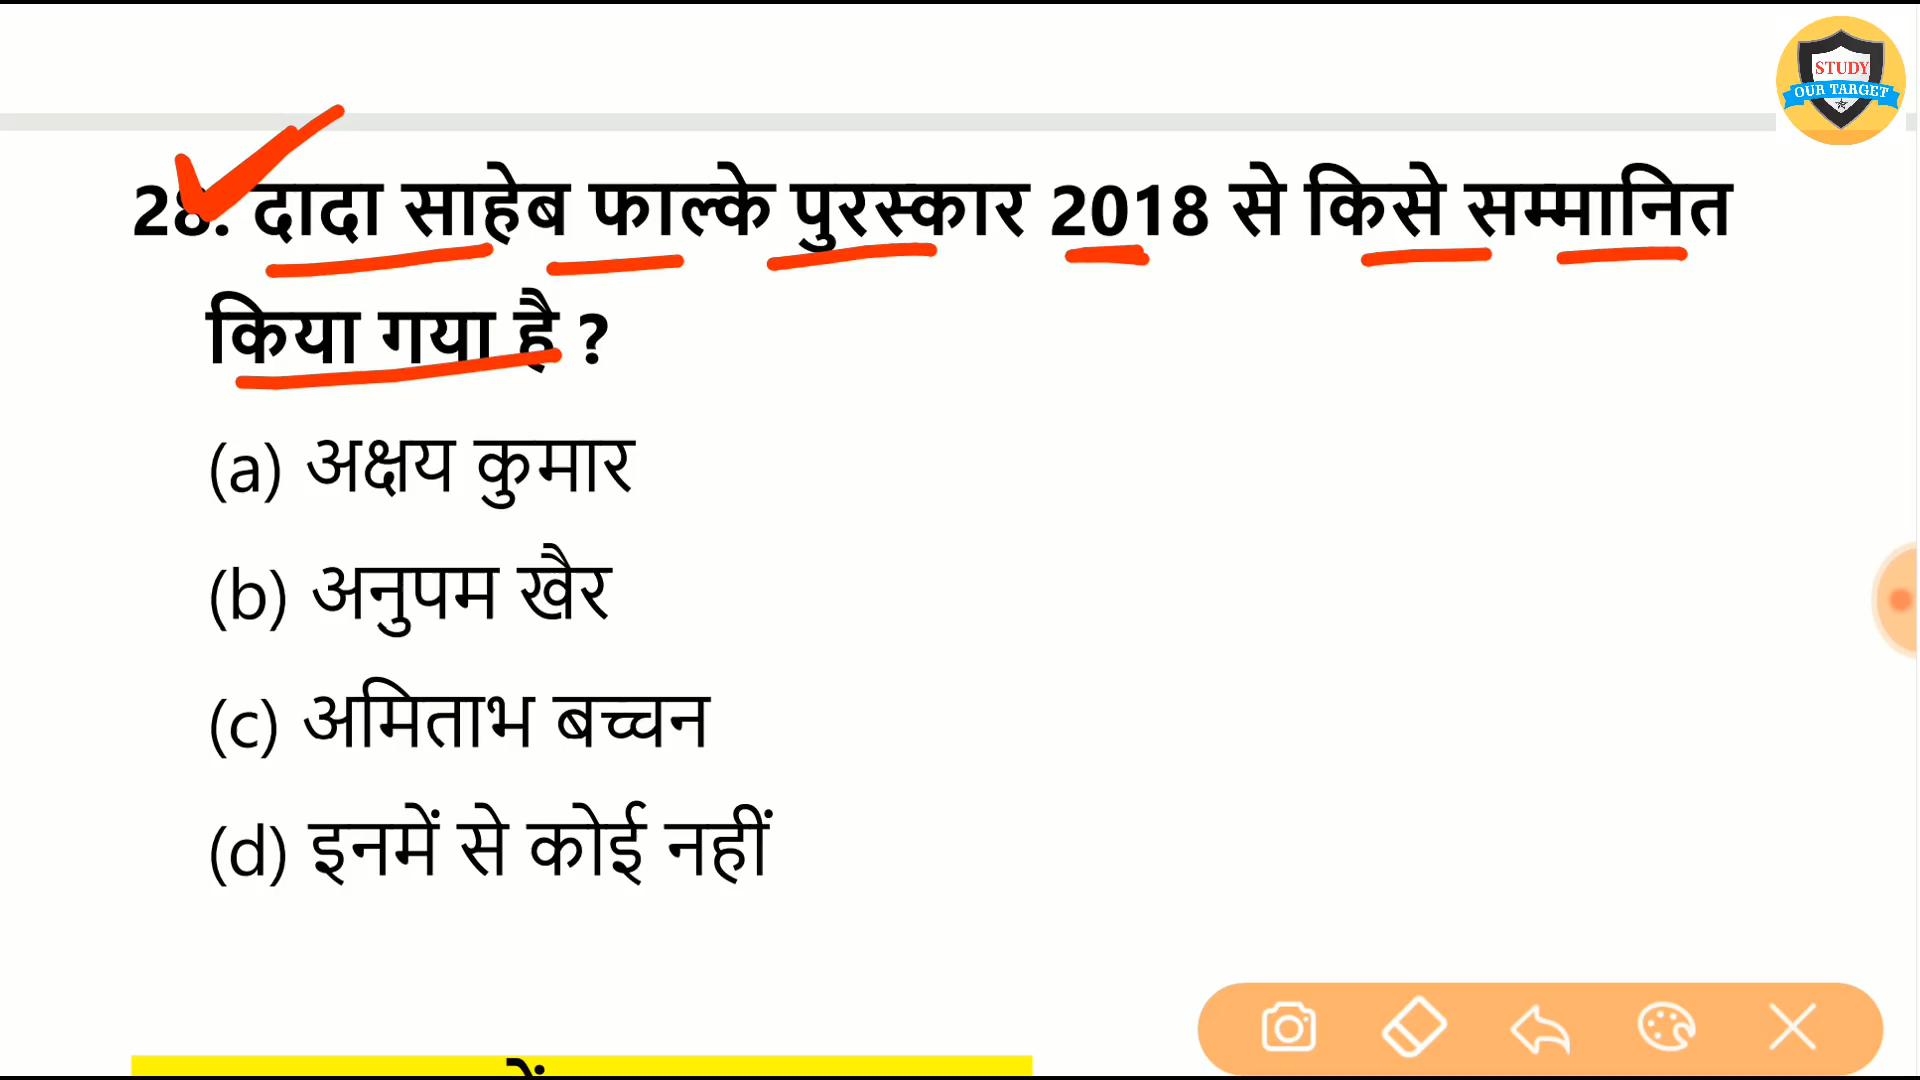 STUDY
OUR TARGET
28. दादा साहेब फाल्के पुरस्कार 2018 से किसे सम्मानित
किया गया है ?
(a) अक्षय कुमार
(b) अनुपम खैर
(c) अमिताभ बच्चन
(d) इनमें से कोई नहीं